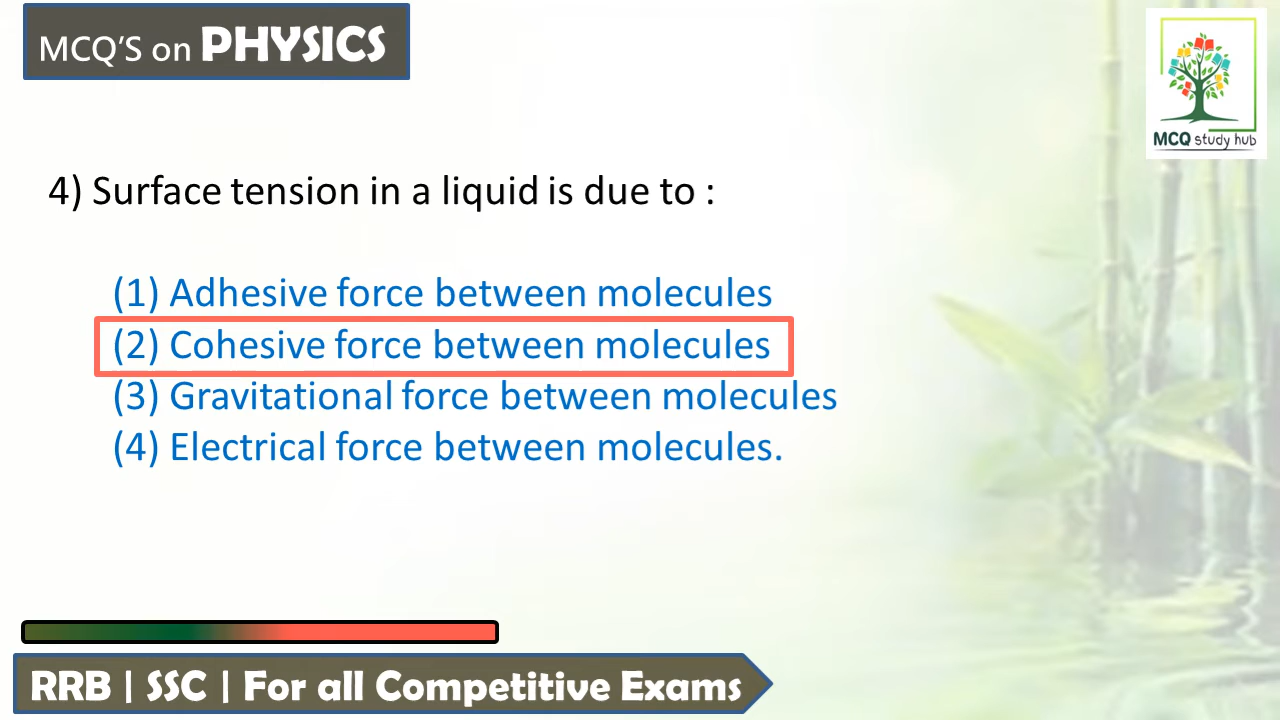 MCQ'S on PHYSICS
MCQ study hub
4) Surface tension in a liquid is due to :
(1) Adhesive force between molecules
(2) Cohesive force between molecules
(3) Gravitational force between molecules
(4) Electrical force between molecules.
RRB | SSC | For all Competitive Exams